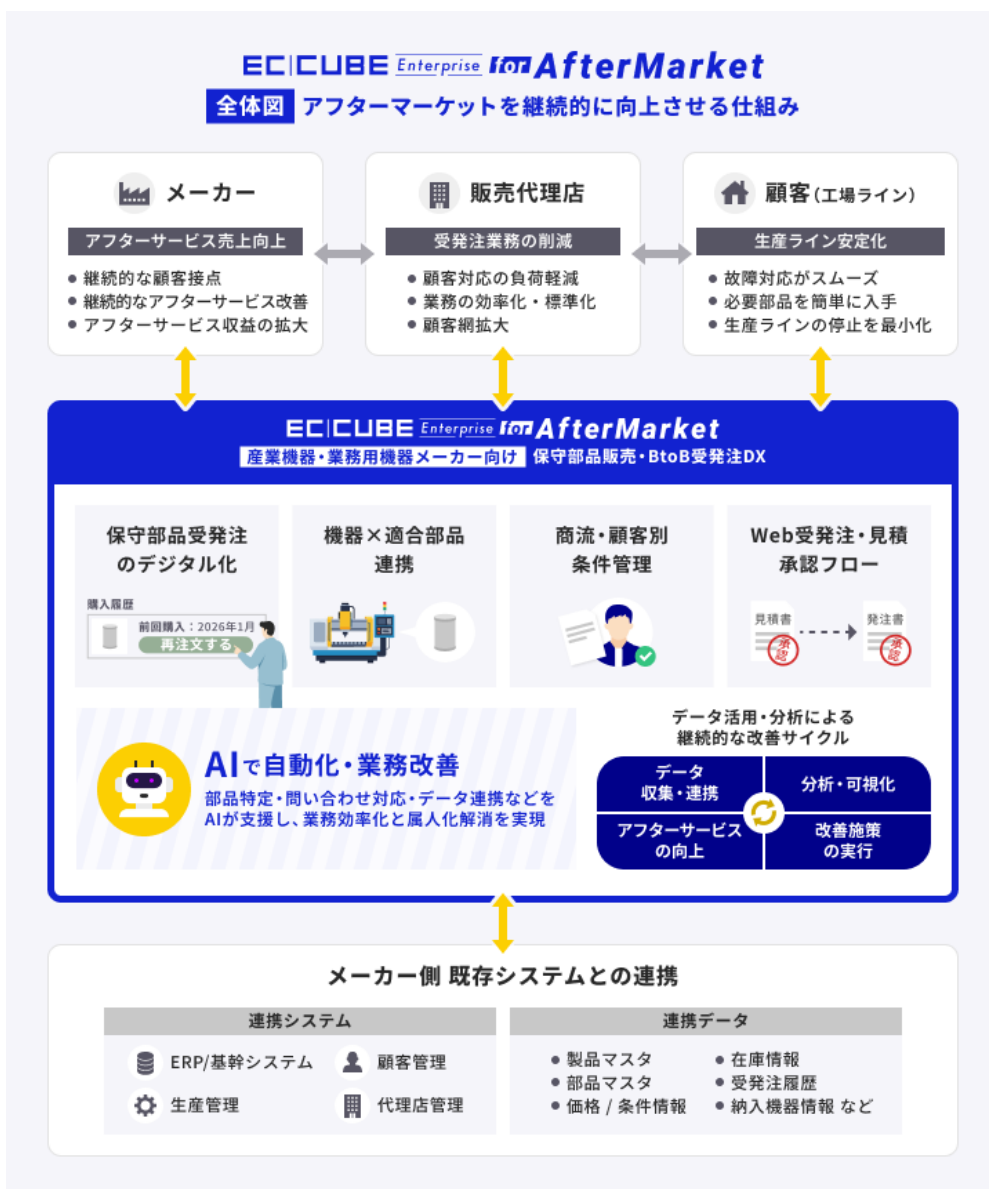 EC|CUBE Enterprise for AfterMarket
全体図 アフターマーケットを継続的に向上させる仕組み
メーカー
アフターサービス売上向上
● 継続的な顧客接点
● 継続的なアフターサービス改善
● アフターサービス収益の拡大
販売代理店
受発注業務の削減
● 顧客対応の負荷軽減
● 業務の効率化・標準化
● 顧客網拡大
顧客(工場ライン)
生産ライン安定化
● 故障対応がスムーズ
● 必要部品を簡単に入手
● 生産ラインの停止を最小化
EC|CUBE Enterprise for AfterMarket
産業機器・業務用機器メーカー向け 保守部品販売・BtoB受発注DX
保守部品受発注
のデジタル化
購入履歴
前回購入:2026年1月
再注文する
機器×適合部品
連携
商流・顧客別
条件管理
Web受発注・見積
承認フロー
見積書
承認
発注書
承認
AIで自動化・業務改善
部品特定・問い合わせ対応・データ連携などを
AIが支援し、業務効率化と属人化解消を実現
データ活用・分析による
継続的な改善サイクル
データ
収集・連携
分析・可視化
アフターサービス
の向上
改善施策
の実行
メーカー側 既存システムとの連携
連携システム
ERP/基幹システム
顧客管理
生産管理
代理店管理
連携データ
● 製品マスタ
● 部品マスタ
● 価格 / 条件情報
● 在庫情報
● 受発注履歴
● 納入機器情報 など